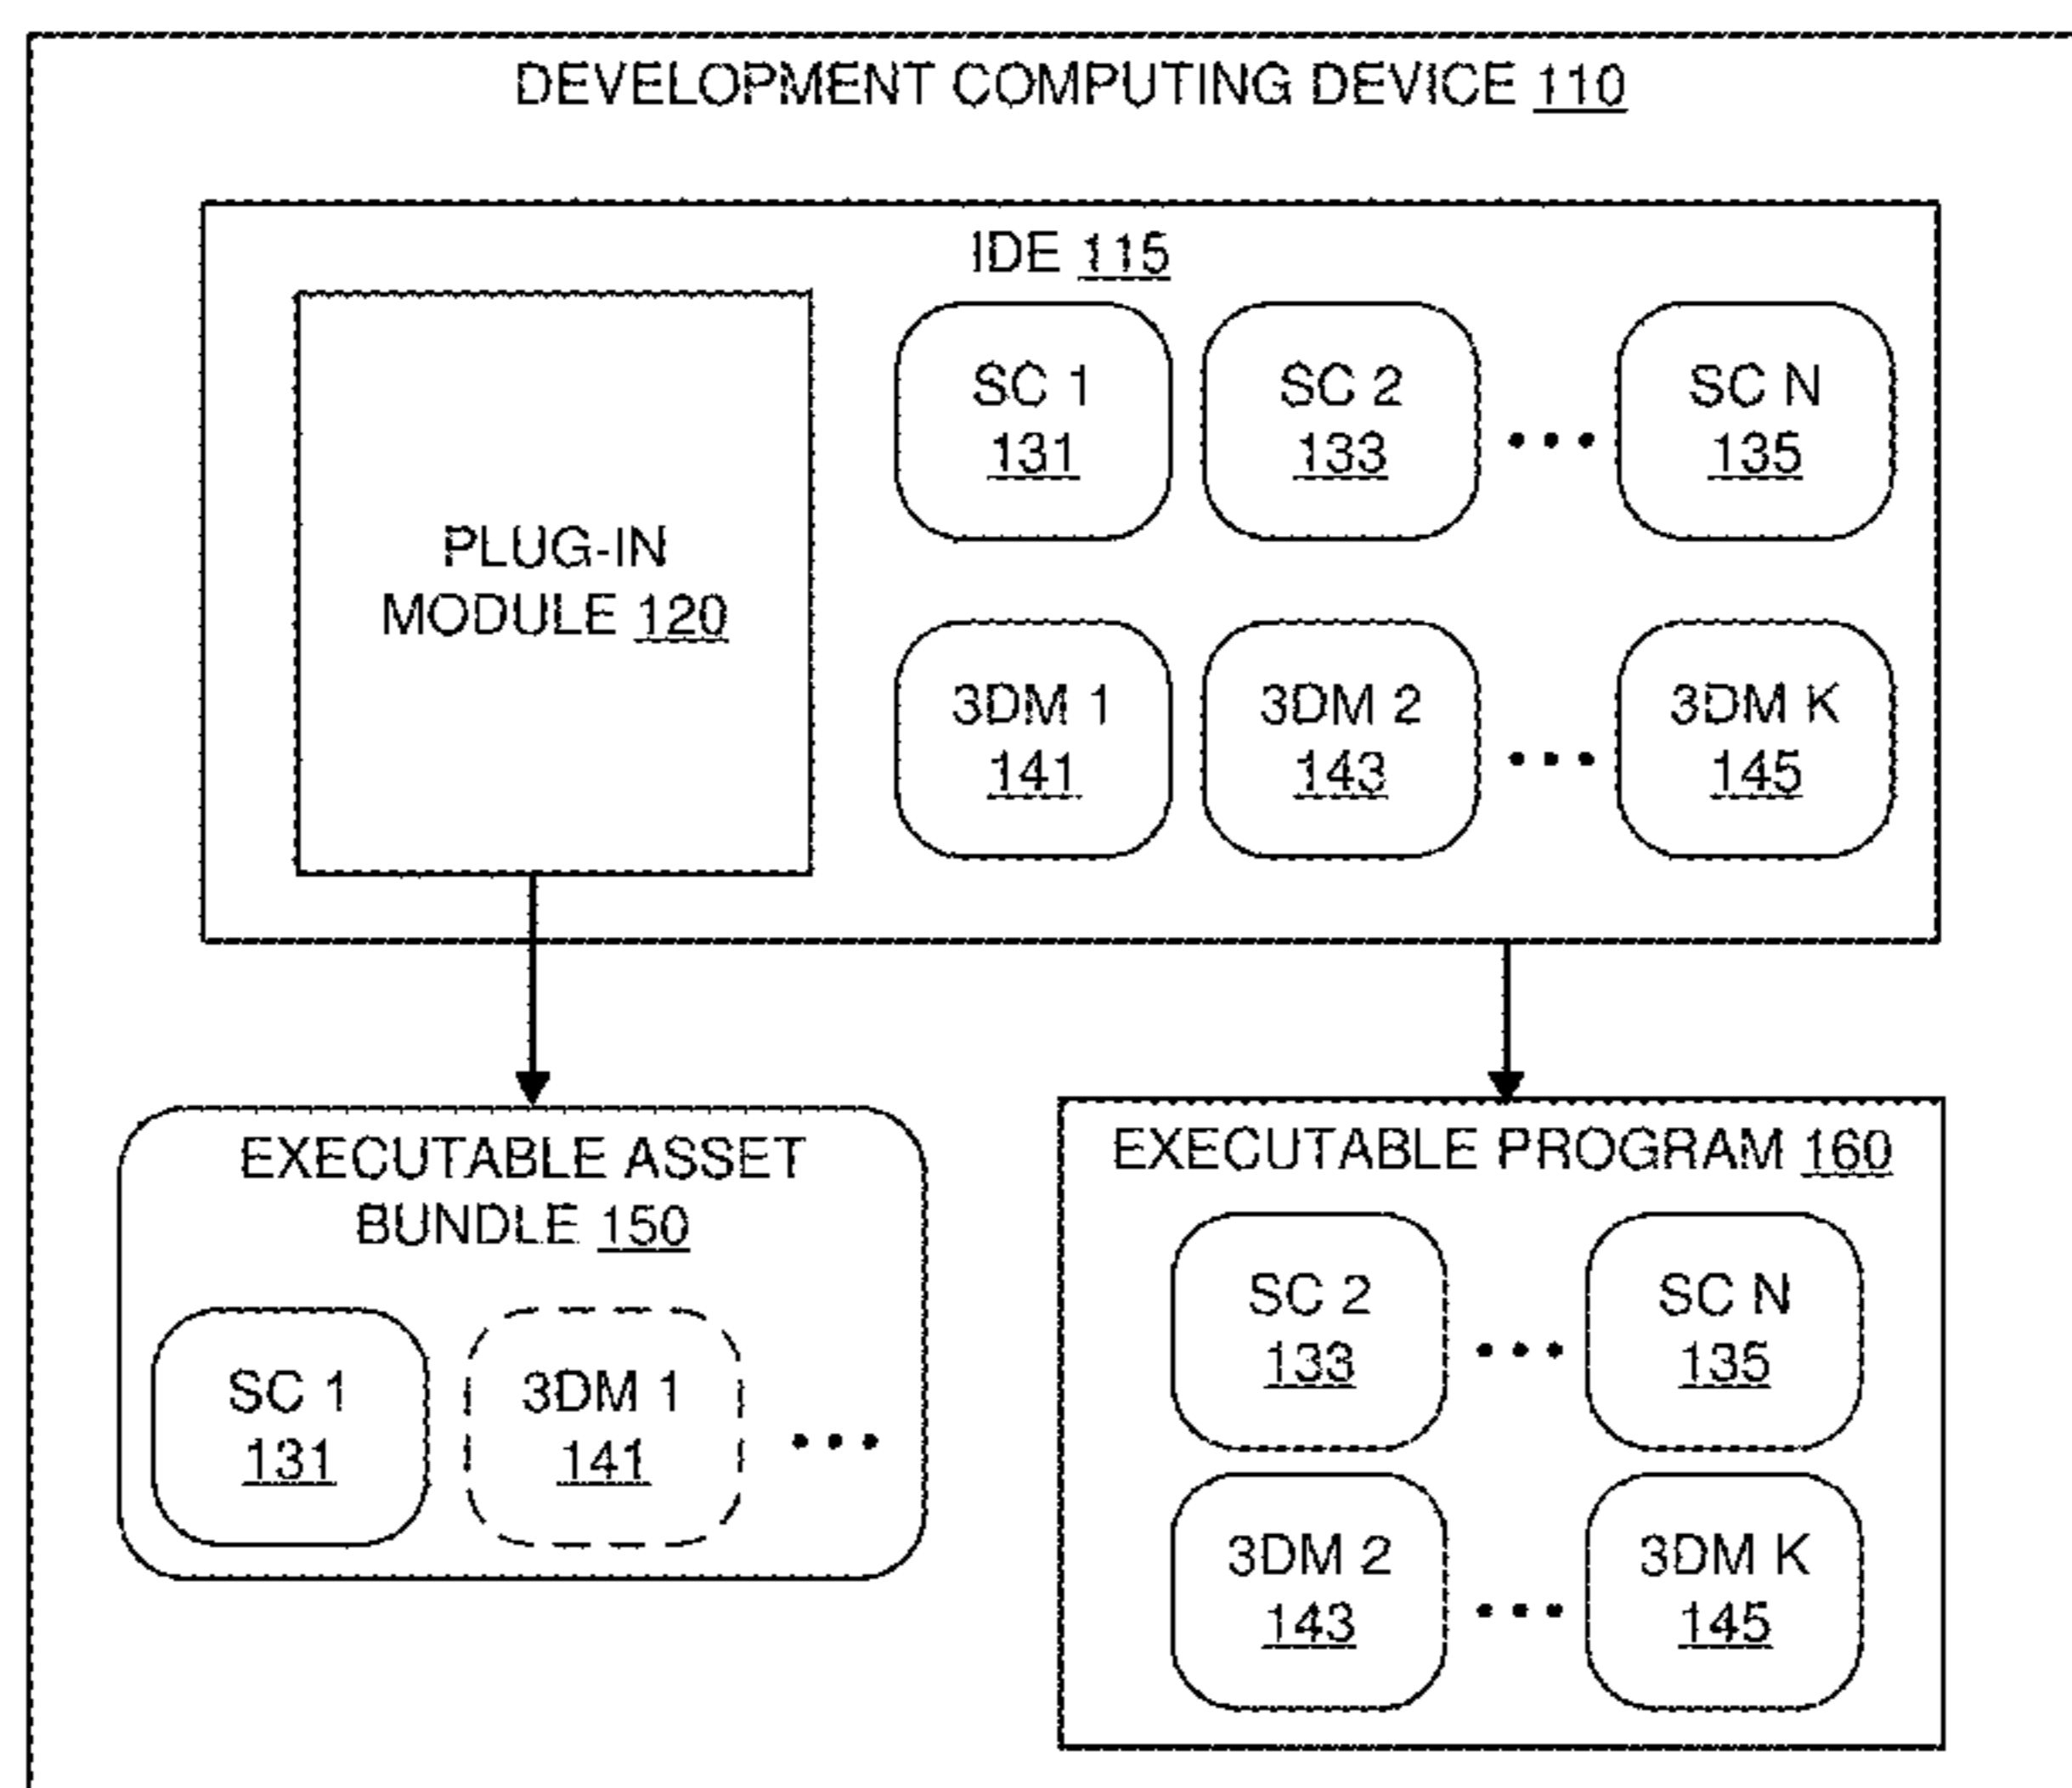 DEVELOPMENT COMPUTING DEVICE 110
IDE 115
PLUG-IN
MODULE 120
SC 1
131
SC 2
133
...
SC N
135
3DM 1
141
3DM 2
143
...
3DM K
145
EXECUTABLE ASSET
BUNDLE 150
SC 1
131
3DM 1
141
...
EXECUTABLE PROGRAM 160
SC 2
133
...
SC N
135
3DM 2
143
...
3DM K
145